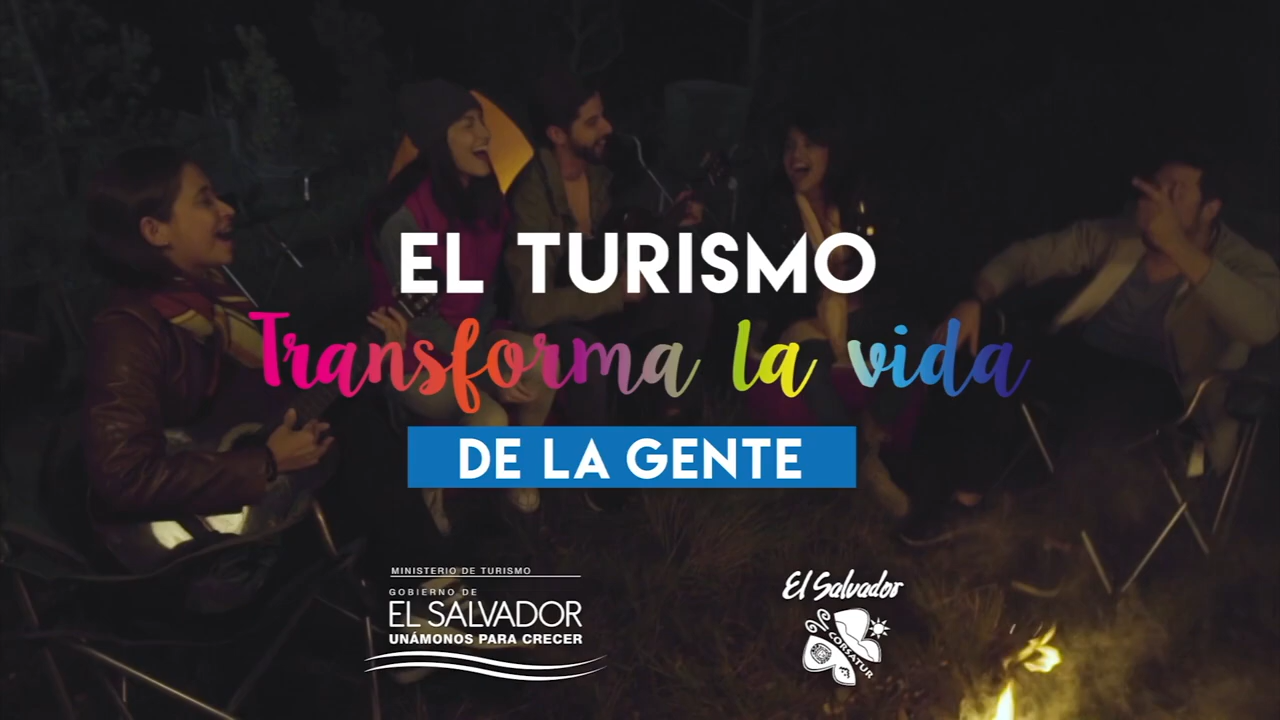 EL TURISMO
Transforma la vida
DE LA GENTE
MINISTERIO DE TURISMO
GOBIERNO DE
EL SALVADOR
UNÁMONOS PARA CRECER
El Salvador
CORSATUR